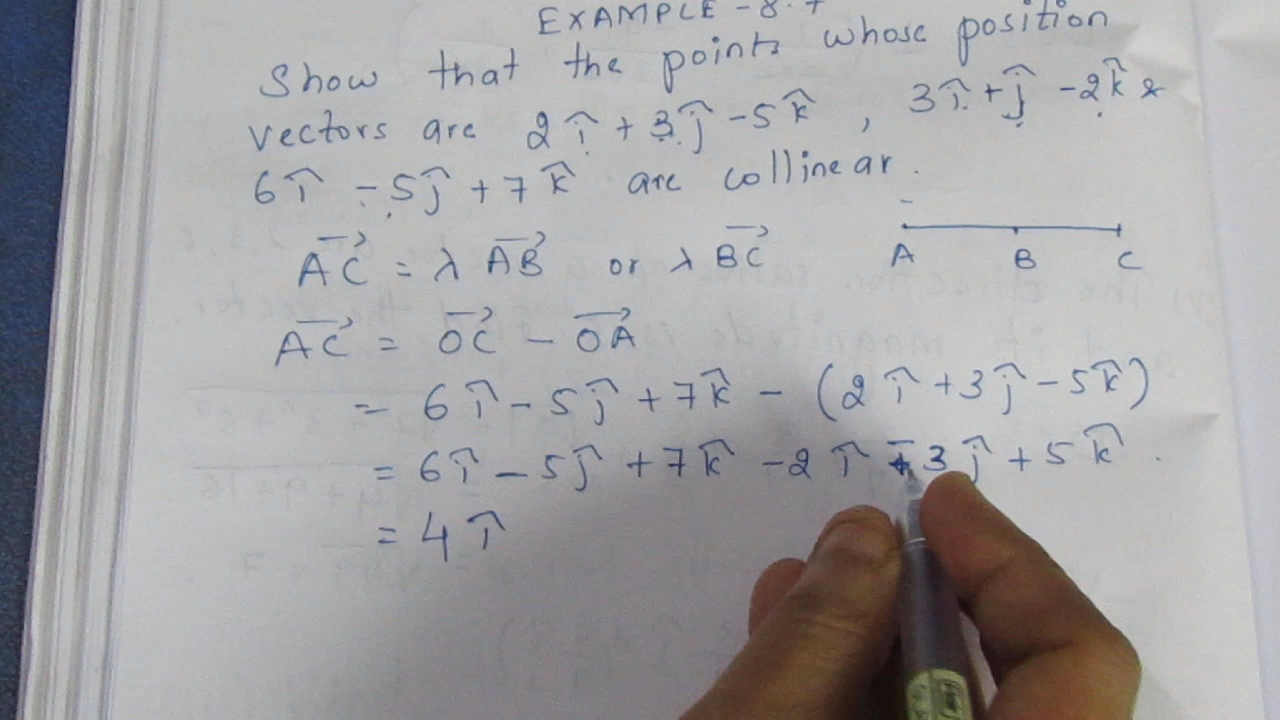 EXAMPLE - 8.7
Show that the points whose position
vectors are 2î + 3ĵ - 5k̂ , 3î + ĵ - 2k̂ &
6î - 5ĵ + 7k̂ are collinear.
A B C
AC⃗ = λ AB⃗ or λ BC⃗
AC⃗ = OC⃗ - OA⃗
= 6î - 5ĵ + 7k̂ - (2î + 3ĵ - 5k̂)
= 6î - 5ĵ + 7k̂ - 2î - 3ĵ + 5k̂ .
= 4î